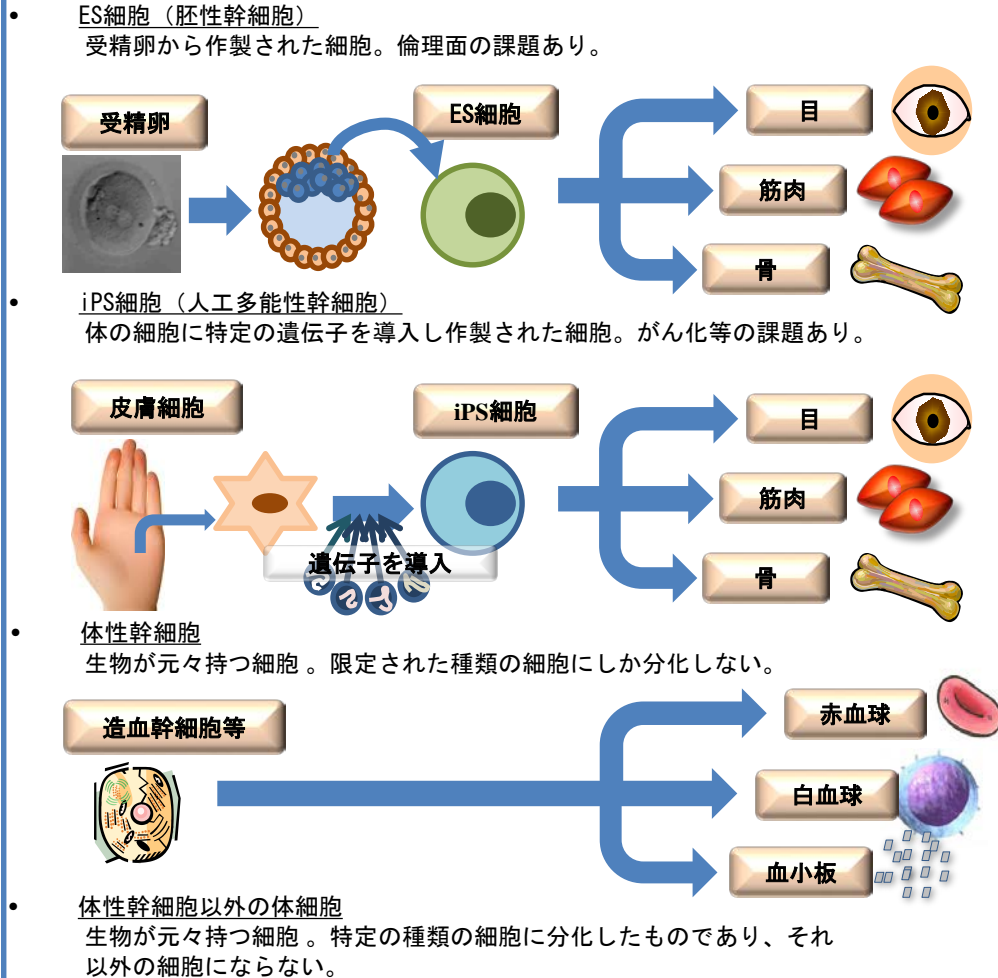 • ES細胞（胚性幹細胞）
受精卵から作製された細胞。倫理面の課題あり。
受精卵
ES細胞
目
筋肉
骨
• iPS細胞（人工多能性幹細胞）
体の細胞に特定の遺伝子を導入し作製された細胞。がん化等の課題あり。
皮膚細胞
iPS細胞
目
筋肉
遺伝子を導入
骨
• 体性幹細胞
生物が元々持つ細胞 。限定された種類の細胞にしか分化しない。
造血幹細胞等
赤血球
白血球
血小板
• 体性幹細胞以外の体細胞
生物が元々持つ細胞 。特定の種類の細胞に分化したものであり、それ
以外の細胞にならない。